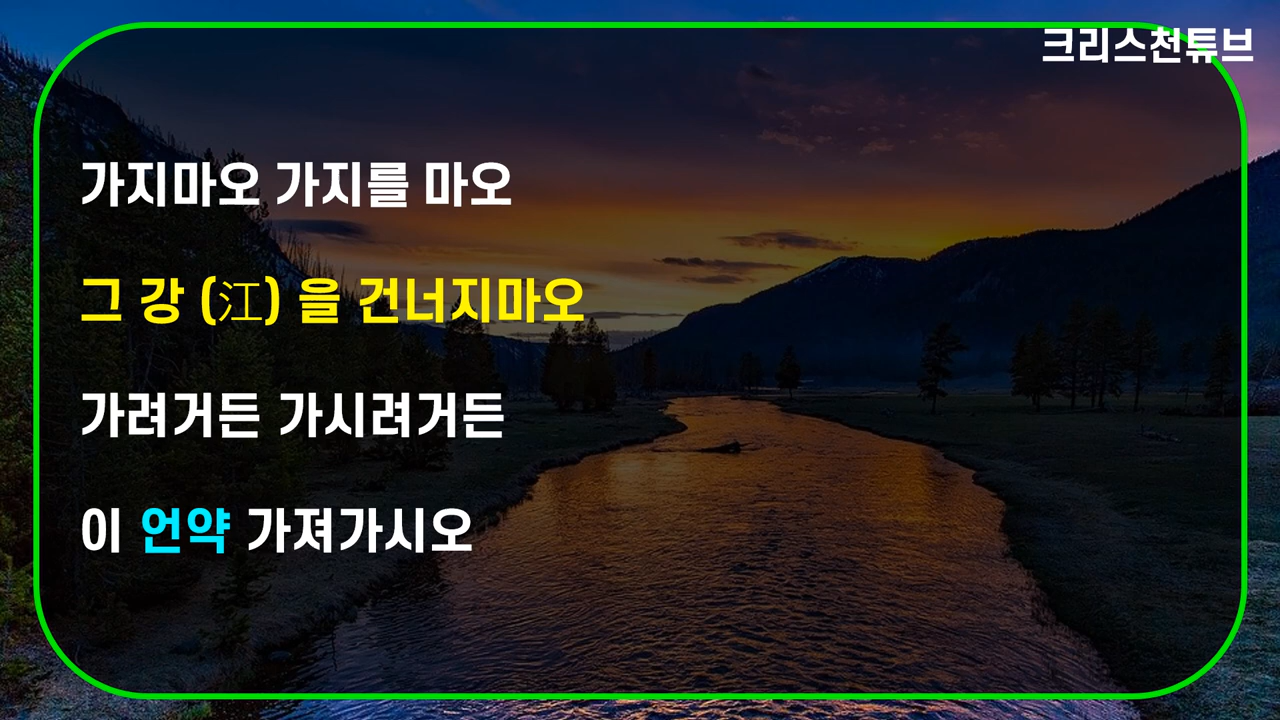 크리스천튜브
가지마오 가지를 마오
그 강 (江) 을 건너지마오
가려거든 가시려거든
이 언약 가져가시오